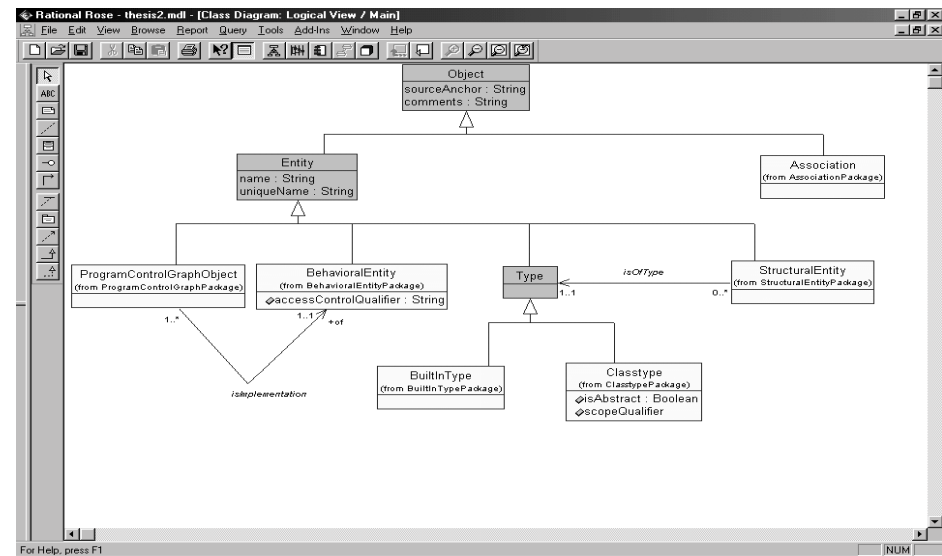 Rational Rose - thesis2.mdl - [Class Diagram: Logical View / Main]
File Edit View Browse Report Query Tools Add-Ins Window Help
ABC
Object
sourceAnchor : String
comments : String
Entity
name : String
uniqueName : String
Association
(from AssociationPackage)
ProgramControlGraphObject
(from ProgramControlGraphPackage)
BehavioralEntity
(from BehavioralEntityPackage)
accessControlQualifier : String
Type
isOfType
1..1
0..*
StructuralEntity
(from StructuralEntityPackage)
1..*
1..1
+of
isImplementation
BuiltInType
(from BuiltInTypePackage)
Classtype
(from ClasstypePackage)
isAbstract : Boolean
scopeQualifier
For Help, press F1
NUM